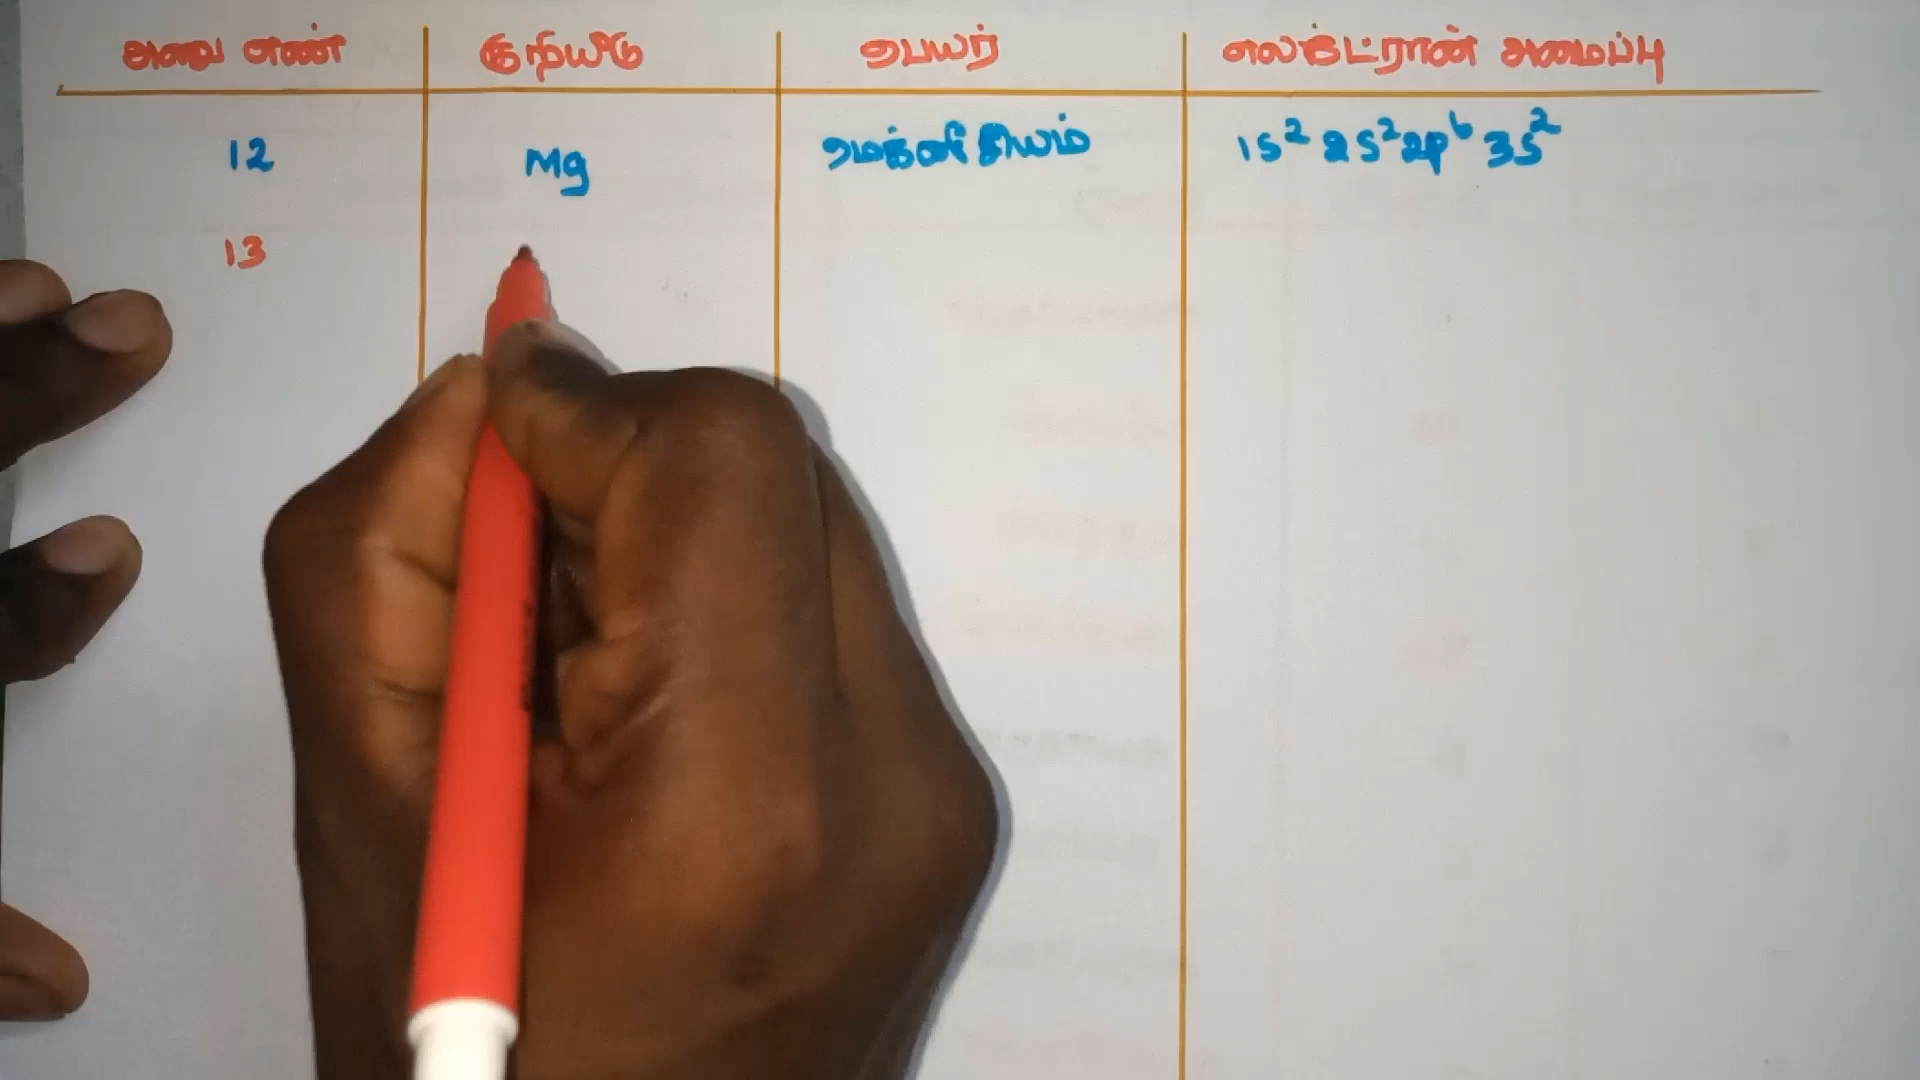 அணு எண் குறியீடு பெயர் எலக்ட்ரான் அமைப்பு
12 Mg மெக்னீசியம் 1s² 2s² 2p⁶ 3s²
13